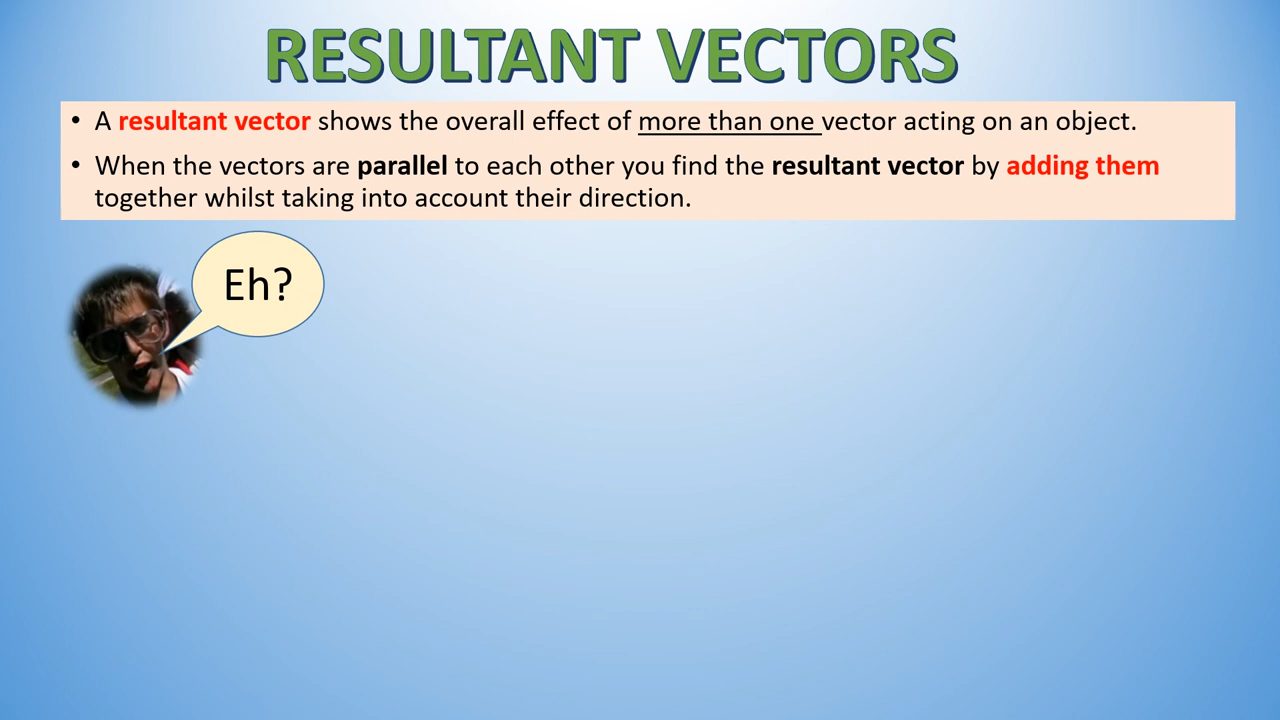 RESULTANT VECTORS
• A resultant vector shows the overall effect of more than one vector acting on an object.
• When the vectors are parallel to each other you find the resultant vector by adding them
together whilst taking into account their direction.
Eh?